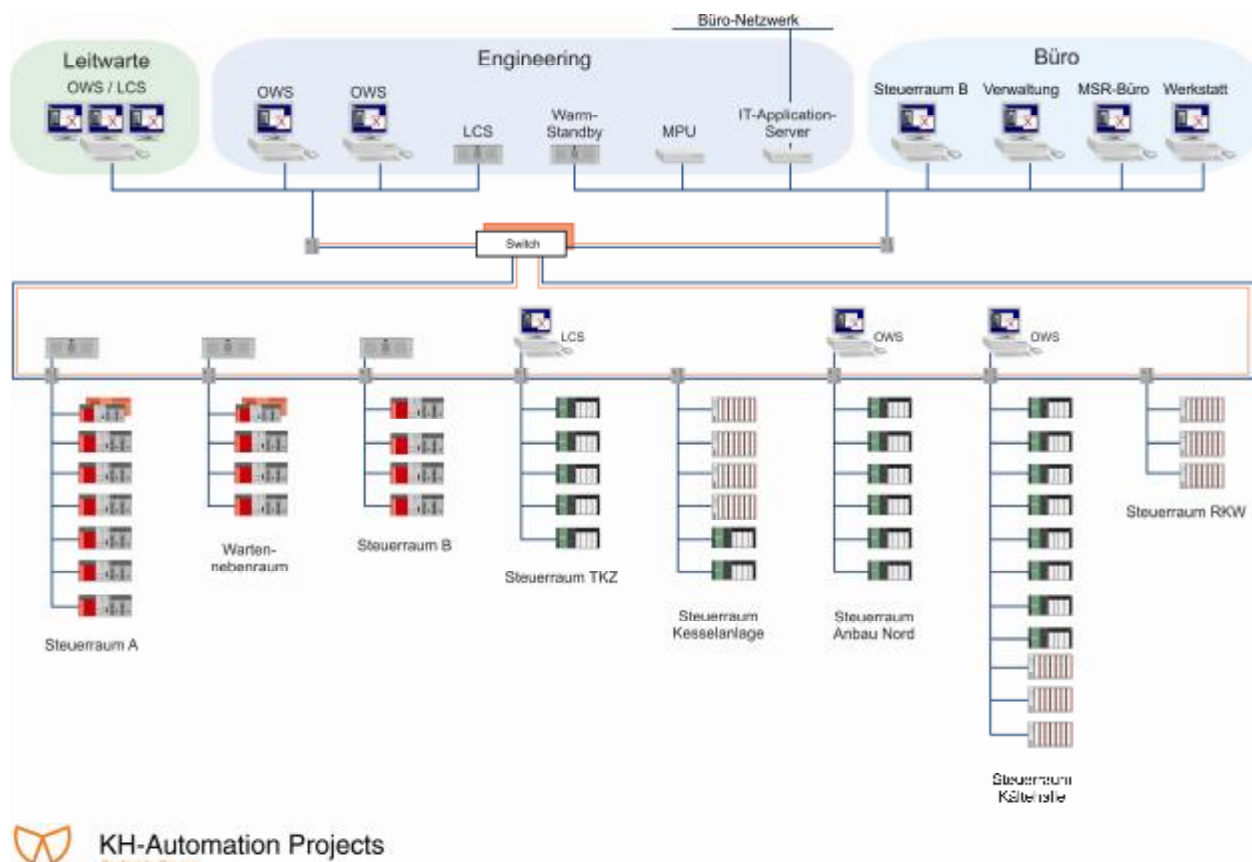 Büro-Netzwerk
Leitwarte
OWS / LCS
Engineering
OWS
OWS
LCS
Warm-
Standby
MPU
IT-Application-
Server
Büro
Steuerraum B
Verwaltung
MSR-Büro
Werkstatt
Switch
LCS
OWS
OWS
Steuerraum A
Warten-
nebenraum
Steuerraum B
Steuerraum TKZ
Steuerraum
Kesselanlage
Steuerraum
Anbau Nord
Steuerraum
Kältehalle
Steuerraum RKW
KH-Automation Projects